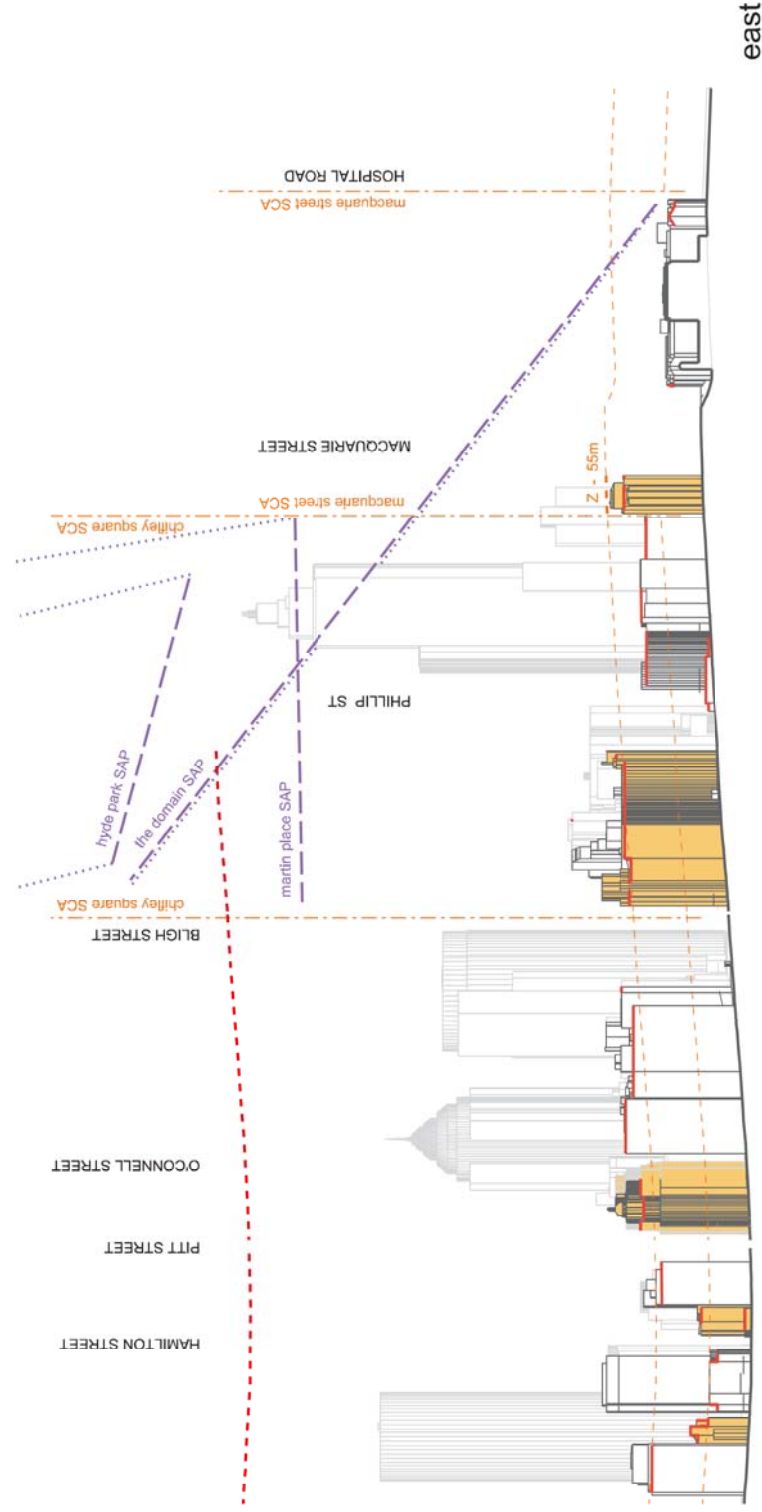 east
HOSPITAL ROAD
macquarie street SCA
MACQUARIE STREET
macquarie street SCA
chifley square SCA
Z - 55m
PHILLIP ST
hyde park SAP
the domain SAP
martin place SAP
chifley square SCA
BLIGH STREET
O'CONNELL STREET
PITT STREET
HAMILTON STREET